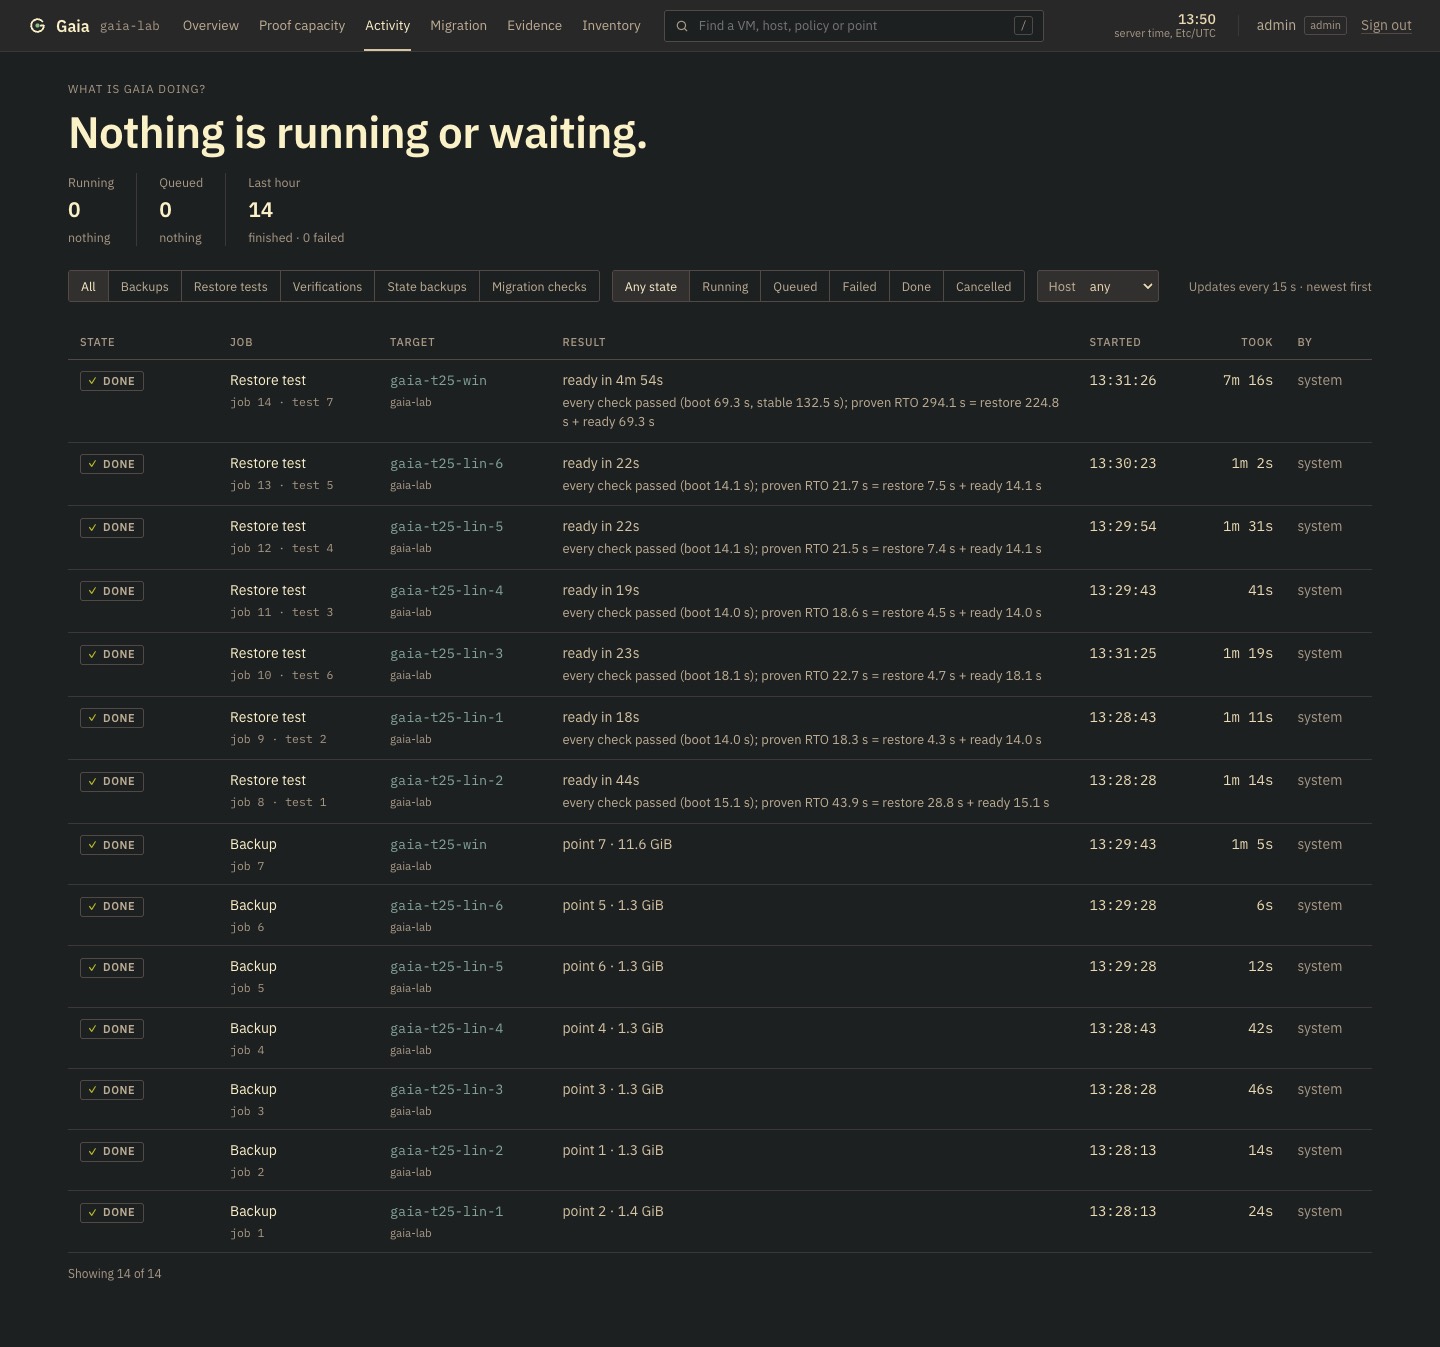 Gaia gaia-lab Overview Proof capacity Activity Migration Evidence Inventory Find a VM, host, policy or point / 13:50 admin admin Sign out
server time, Etc/UTC
WHAT IS GAIA DOING?
Nothing is running or waiting.
Running Queued Last hour
0 0 14
nothing nothing finished · 0 failed
All Backups Restore tests Verifications State backups Migration checks Any state Running Queued Failed Done Cancelled Host any Updates every 15 s · newest first
STATE JOB TARGET RESULT STARTED TOOK BY
✓ DONE Restore test gaia-t25-win ready in 4m 54s 13:31:26 7m 16s system
job 14 · test 7 gaia-lab every check passed (boot 69.3 s, stable 132.5 s); proven RTO 294.1 s = restore 224.8
s + ready 69.3 s
✓ DONE Restore test gaia-t25-lin-6 ready in 22s 13:30:23 1m 2s system
job 13 · test 5 gaia-lab every check passed (boot 14.1 s); proven RTO 21.7 s = restore 7.5 s + ready 14.1 s
✓ DONE Restore test gaia-t25-lin-5 ready in 22s 13:29:54 1m 31s system
job 12 · test 4 gaia-lab every check passed (boot 14.1 s); proven RTO 21.5 s = restore 7.4 s + ready 14.1 s
✓ DONE Restore test gaia-t25-lin-4 ready in 19s 13:29:43 41s system
job 11 · test 3 gaia-lab every check passed (boot 14.0 s); proven RTO 18.6 s = restore 4.5 s + ready 14.0 s
✓ DONE Restore test gaia-t25-lin-3 ready in 23s 13:31:25 1m 19s system
job 10 · test 6 gaia-lab every check passed (boot 18.1 s); proven RTO 22.7 s = restore 4.7 s + ready 18.1 s
✓ DONE Restore test gaia-t25-lin-1 ready in 18s 13:28:43 1m 11s system
job 9 · test 2 gaia-lab every check passed (boot 14.0 s); proven RTO 18.3 s = restore 4.3 s + ready 14.0 s
✓ DONE Restore test gaia-t25-lin-2 ready in 44s 13:28:28 1m 14s system
job 8 · test 1 gaia-lab every check passed (boot 15.1 s); proven RTO 43.9 s = restore 28.8 s + ready 15.1 s
✓ DONE Backup gaia-t25-win point 7 · 11.6 GiB 13:29:43 1m 5s system
job 7 gaia-lab
✓ DONE Backup gaia-t25-lin-6 point 5 · 1.3 GiB 13:29:28 6s system
job 6 gaia-lab
✓ DONE Backup gaia-t25-lin-5 point 6 · 1.3 GiB 13:29:28 12s system
job 5 gaia-lab
✓ DONE Backup gaia-t25-lin-4 point 4 · 1.3 GiB 13:28:43 42s system
job 4 gaia-lab
✓ DONE Backup gaia-t25-lin-3 point 3 · 1.3 GiB 13:28:28 46s system
job 3 gaia-lab
✓ DONE Backup gaia-t25-lin-2 point 1 · 1.3 GiB 13:28:13 14s system
job 2 gaia-lab
✓ DONE Backup gaia-t25-lin-1 point 2 · 1.4 GiB 13:28:13 24s system
job 1 gaia-lab
Showing 14 of 14